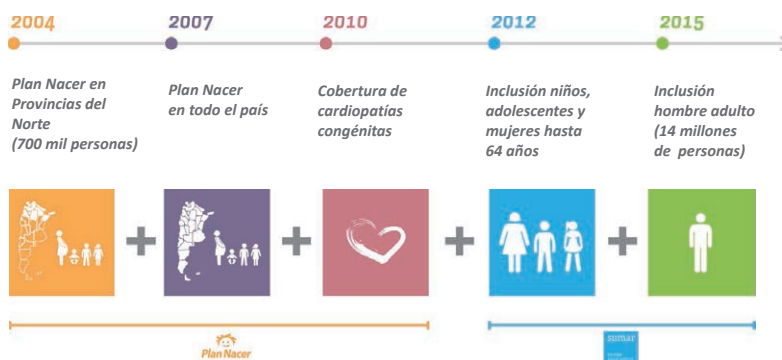 2004
2007
2010
2012
2015
Plan Nacer en
Provincias del
Norte
(700 mil personas)
Plan Nacer
en todo el país
Cobertura de
cardiopatías
congénitas
Inclusión niños,
adolescentes y
mujeres hasta
64 años
Inclusión
hombre adulto
(14 millones
de personas)
Plan Nacer
sumar